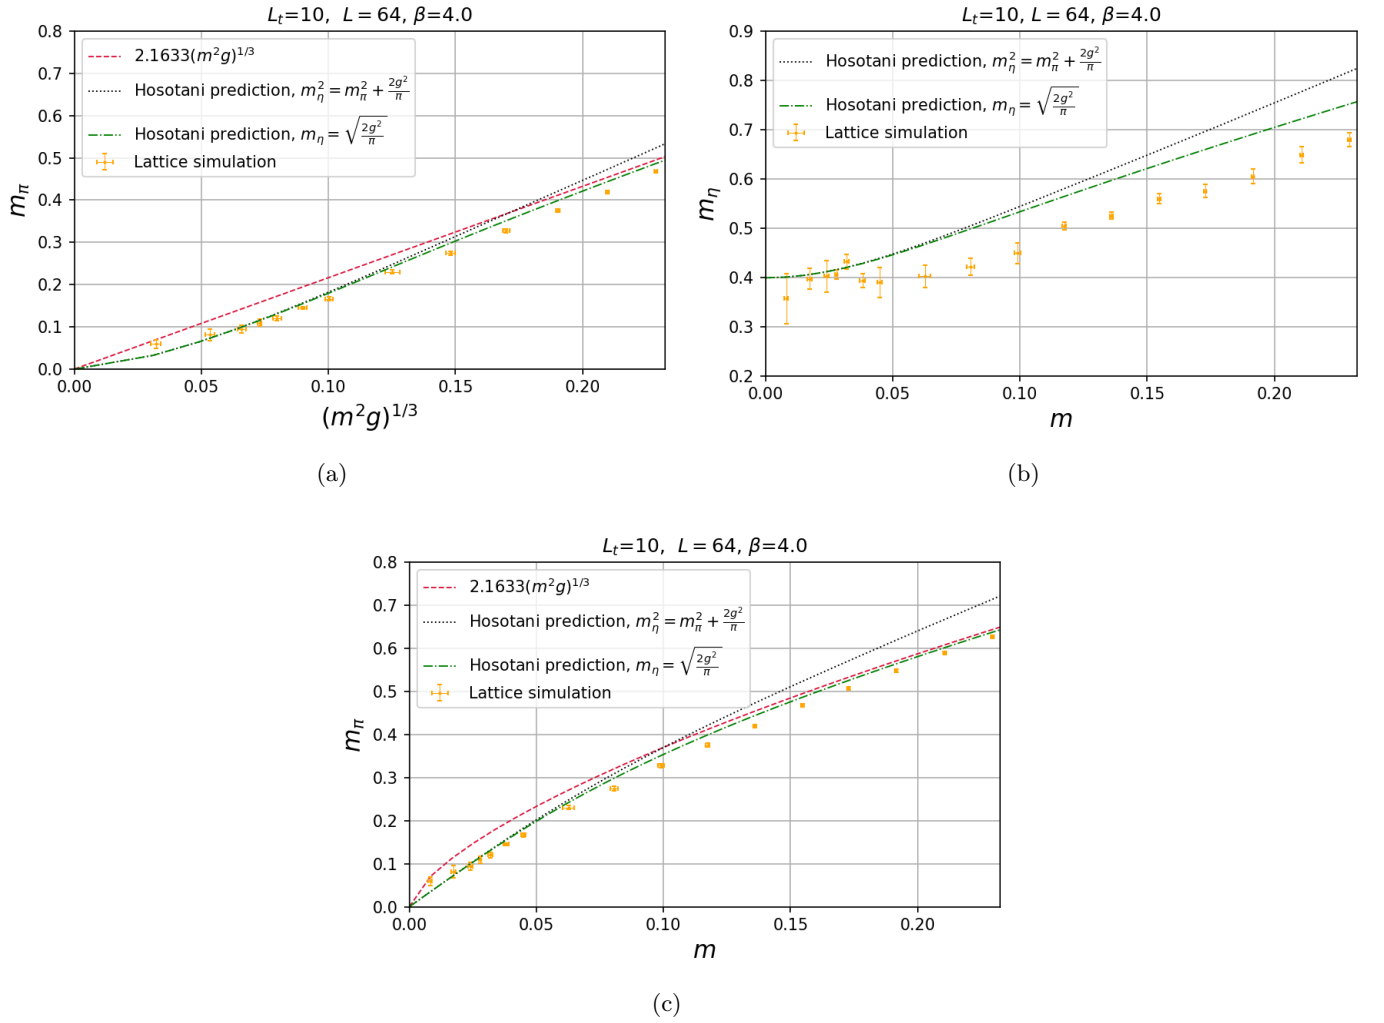 L_t=10, L = 64, β=4.0
0.8
0.7
0.6
0.5
0.4
0.3
0.2
0.1
0.0
m_π
2.1633(m²g)^{1/3}
Hosotani prediction, m_η² = m_π² + 2g²/π
Hosotani prediction, m_η = √(2g²/π)
Lattice simulation
0.00 0.05 0.10 0.15 0.20
(m²g)^{1/3}
(a)
L_t=10, L = 64, β=4.0
0.9
0.8
0.7
0.6
0.5
0.4
0.3
0.2
m_η
Hosotani prediction, m_η² = m_π² + 2g²/π
Hosotani prediction, m_η = √(2g²/π)
Lattice simulation
0.00 0.05 0.10 0.15 0.20
m
(b)
L_t=10, L = 64, β=4.0
0.8
0.7
0.6
0.5
0.4
0.3
0.2
0.1
0.0
m_π
2.1633(m²g)^{1/3}
Hosotani prediction, m_η² = m_π² + 2g²/π
Hosotani prediction, m_η = √(2g²/π)
Lattice simulation
0.00 0.05 0.10 0.15 0.20
m
(c)